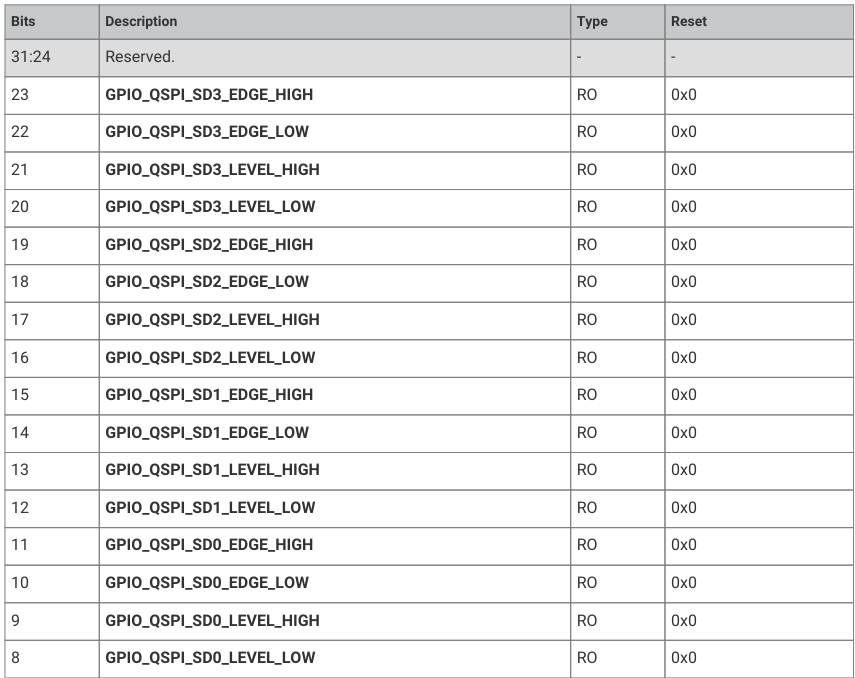 Bits Description Type Reset
31:24 Reserved. - -
23 GPIO_QSPI_SD3_EDGE_HIGH RO 0x0
22 GPIO_QSPI_SD3_EDGE_LOW RO 0x0
21 GPIO_QSPI_SD3_LEVEL_HIGH RO 0x0
20 GPIO_QSPI_SD3_LEVEL_LOW RO 0x0
19 GPIO_QSPI_SD2_EDGE_HIGH RO 0x0
18 GPIO_QSPI_SD2_EDGE_LOW RO 0x0
17 GPIO_QSPI_SD2_LEVEL_HIGH RO 0x0
16 GPIO_QSPI_SD2_LEVEL_LOW RO 0x0
15 GPIO_QSPI_SD1_EDGE_HIGH RO 0x0
14 GPIO_QSPI_SD1_EDGE_LOW RO 0x0
13 GPIO_QSPI_SD1_LEVEL_HIGH RO 0x0
12 GPIO_QSPI_SD1_LEVEL_LOW RO 0x0
11 GPIO_QSPI_SD0_EDGE_HIGH RO 0x0
10 GPIO_QSPI_SD0_EDGE_LOW RO 0x0
9 GPIO_QSPI_SD0_LEVEL_HIGH RO 0x0
8 GPIO_QSPI_SD0_LEVEL_LOW RO 0x0